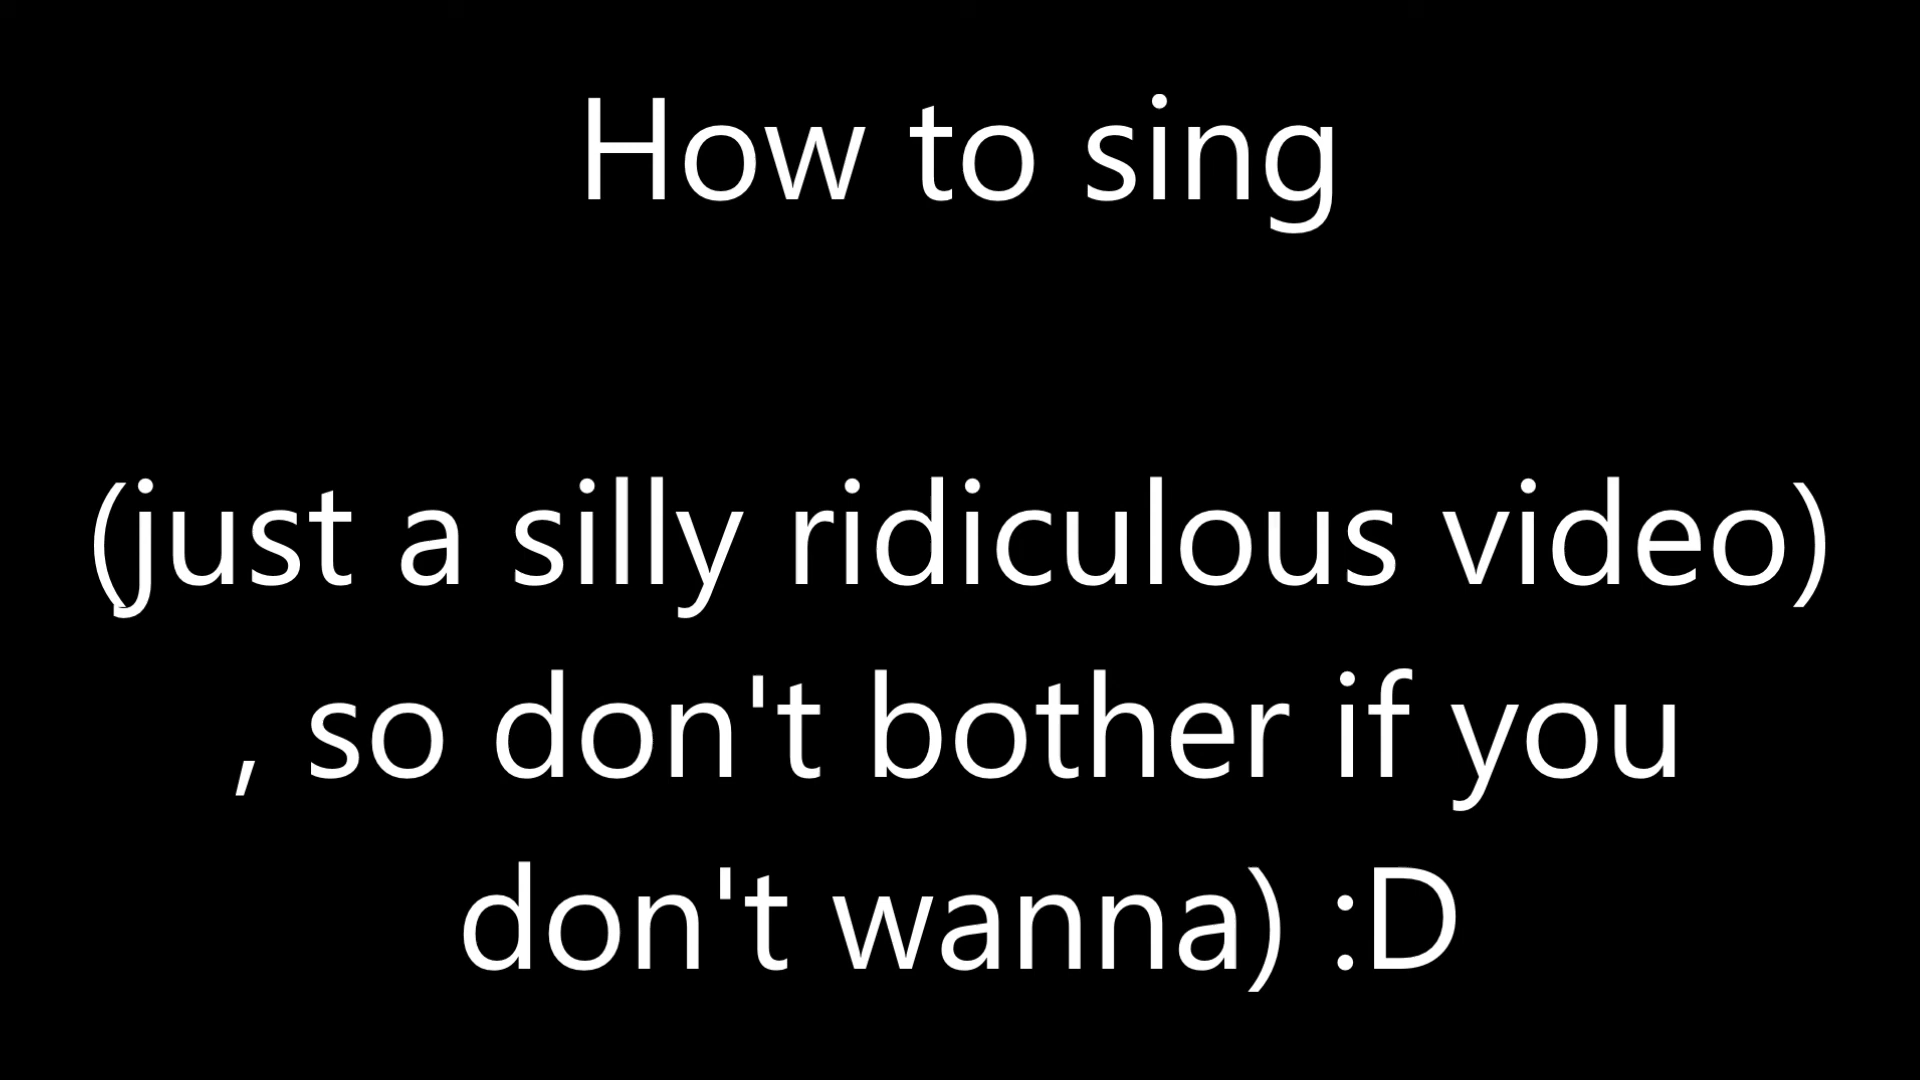 How to sing
(just a silly ridiculous video)
, so don't bother if you
don't wanna) :D